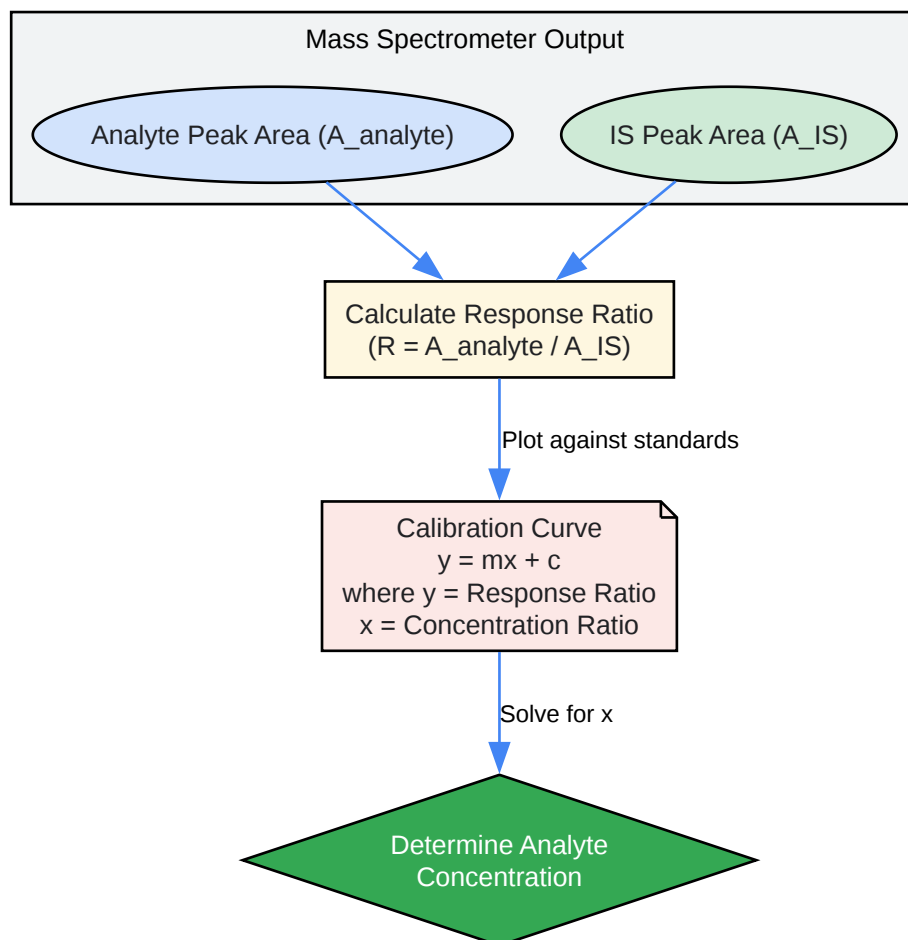 Mass Spectrometer Output
Analyte Peak Area (A_analyte)
IS Peak Area (A_IS)
Calculate Response Ratio
(R = A_analyte / A_IS)
Plot against standards
Calibration Curve
y = mx + c
where y = Response Ratio
x = Concentration Ratio
Solve for x
Determine Analyte
Concentration